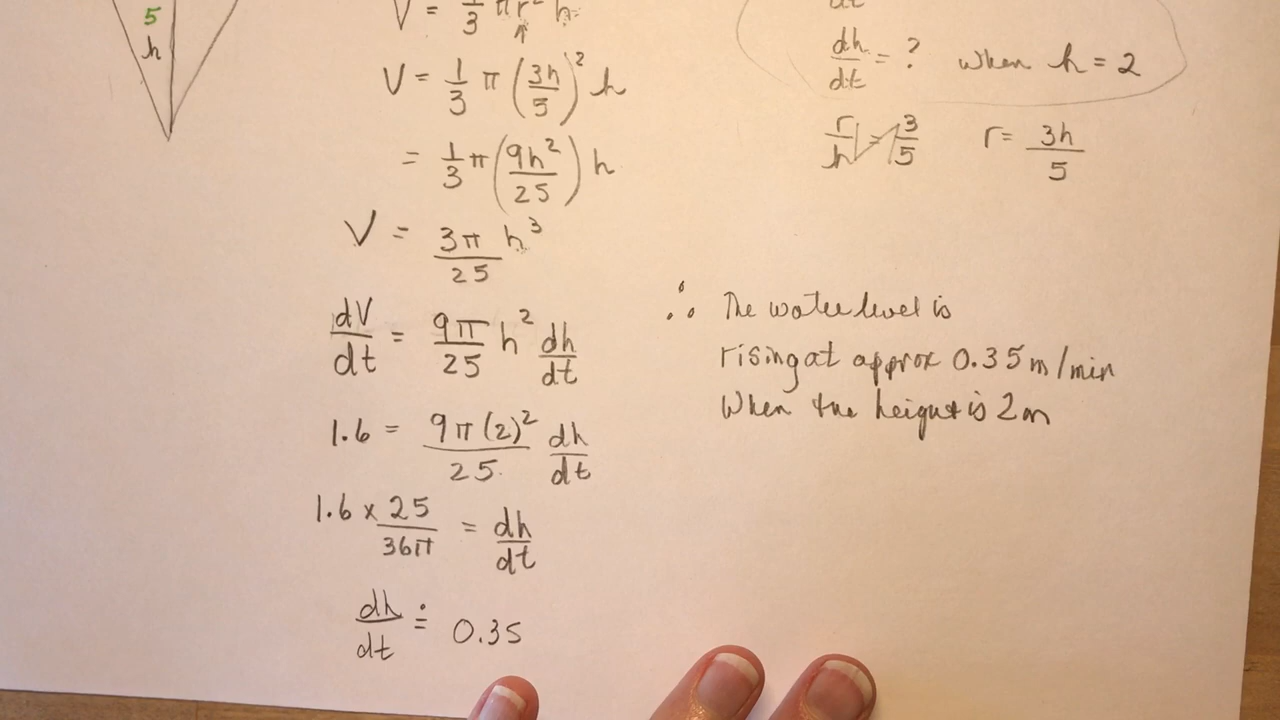 5
h
V = 1/3 πr² h
V = 1/3 π (3h/5)² h
= 1/3 π (9h²/25) h
V = 3π/25 h³
dV/dt = 9π/25 h² dh/dt
1.6 = 9π(2)²/25 dh/dt
1.6 x 25/36π = dh/dt
dh/dt ≐ 0.35
dt
dh/dt = ? when h = 2
r/h = 3/5 r = 3h/5
∴ The water level is
rising at approx 0.35 m/min
When the height is 2m